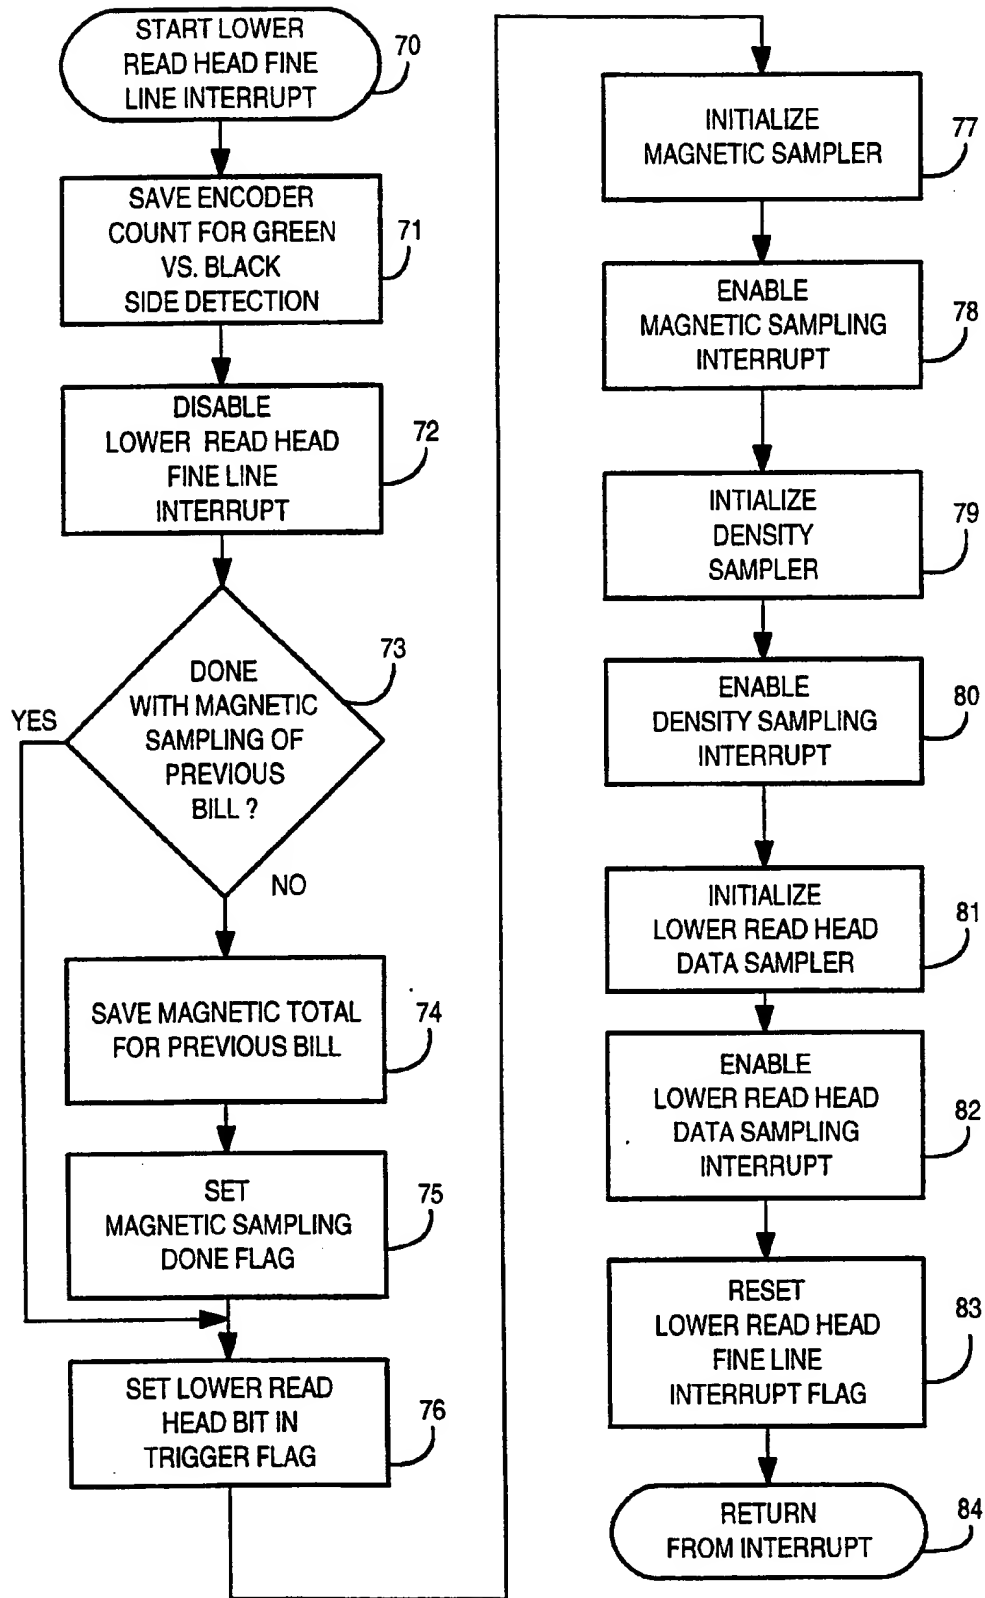 START LOWER
READ HEAD FINE
LINE INTERRUPT
70
SAVE ENCODER
COUNT FOR GREEN
VS. BLACK
SIDE DETECTION
71
DISABLE
LOWER READ HEAD
FINE LINE
INTERRUPT
72
DONE
WITH MAGNETIC
SAMPLING OF
PREVIOUS
BILL ?
73
YES
NO
SAVE MAGNETIC TOTAL
FOR PREVIOUS BILL
74
SET
MAGNETIC SAMPLING
DONE FLAG
75
SET LOWER READ
HEAD BIT IN
TRIGGER FLAG
76
INITIALIZE
MAGNETIC SAMPLER
77
ENABLE
MAGNETIC SAMPLING
INTERRUPT
78
INTIALIZE
DENSITY
SAMPLER
79
ENABLE
DENSITY SAMPLING
INTERRUPT
80
INITIALIZE
LOWER READ HEAD
DATA SAMPLER
81
ENABLE
LOWER READ HEAD
DATA SAMPLING
INTERRUPT
82
RESET
LOWER READ HEAD
FINE LINE
INTERRUPT FLAG
83
RETURN
FROM INTERRUPT
84